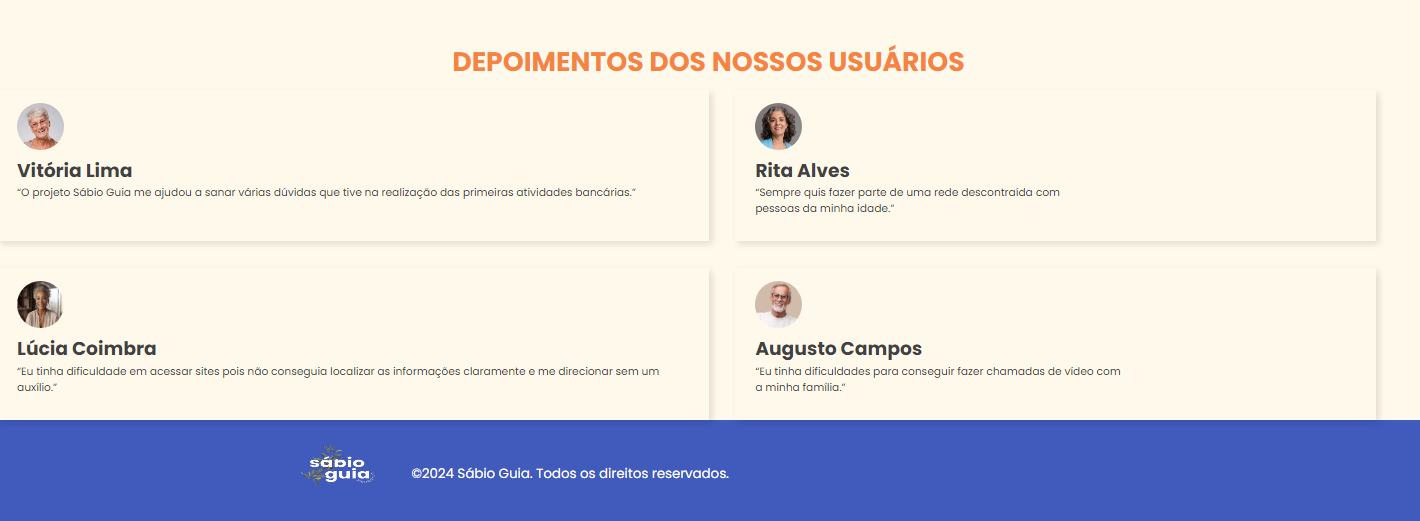 DEPOIMENTOS DOS NOSSOS USUÁRIOS
Vitória Lima
“O projeto Sábio Guia me ajudou a sanar várias dúvidas que tive na realização das primeiras atividades bancárias.”
Rita Alves
“Sempre quis fazer parte de uma rede descontraída com
pessoas da minha idade.”
Lúcia Coimbra
“Eu tinha dificuldade em acessar sites pois não conseguia localizar as informações claramente e me direcionar sem um
auxílio.”
Augusto Campos
“Eu tinha dificuldades para conseguir fazer chamadas de vídeo com
a minha família.”
sábio
guia
©2024 Sábio Guia. Todos os direitos reservados.